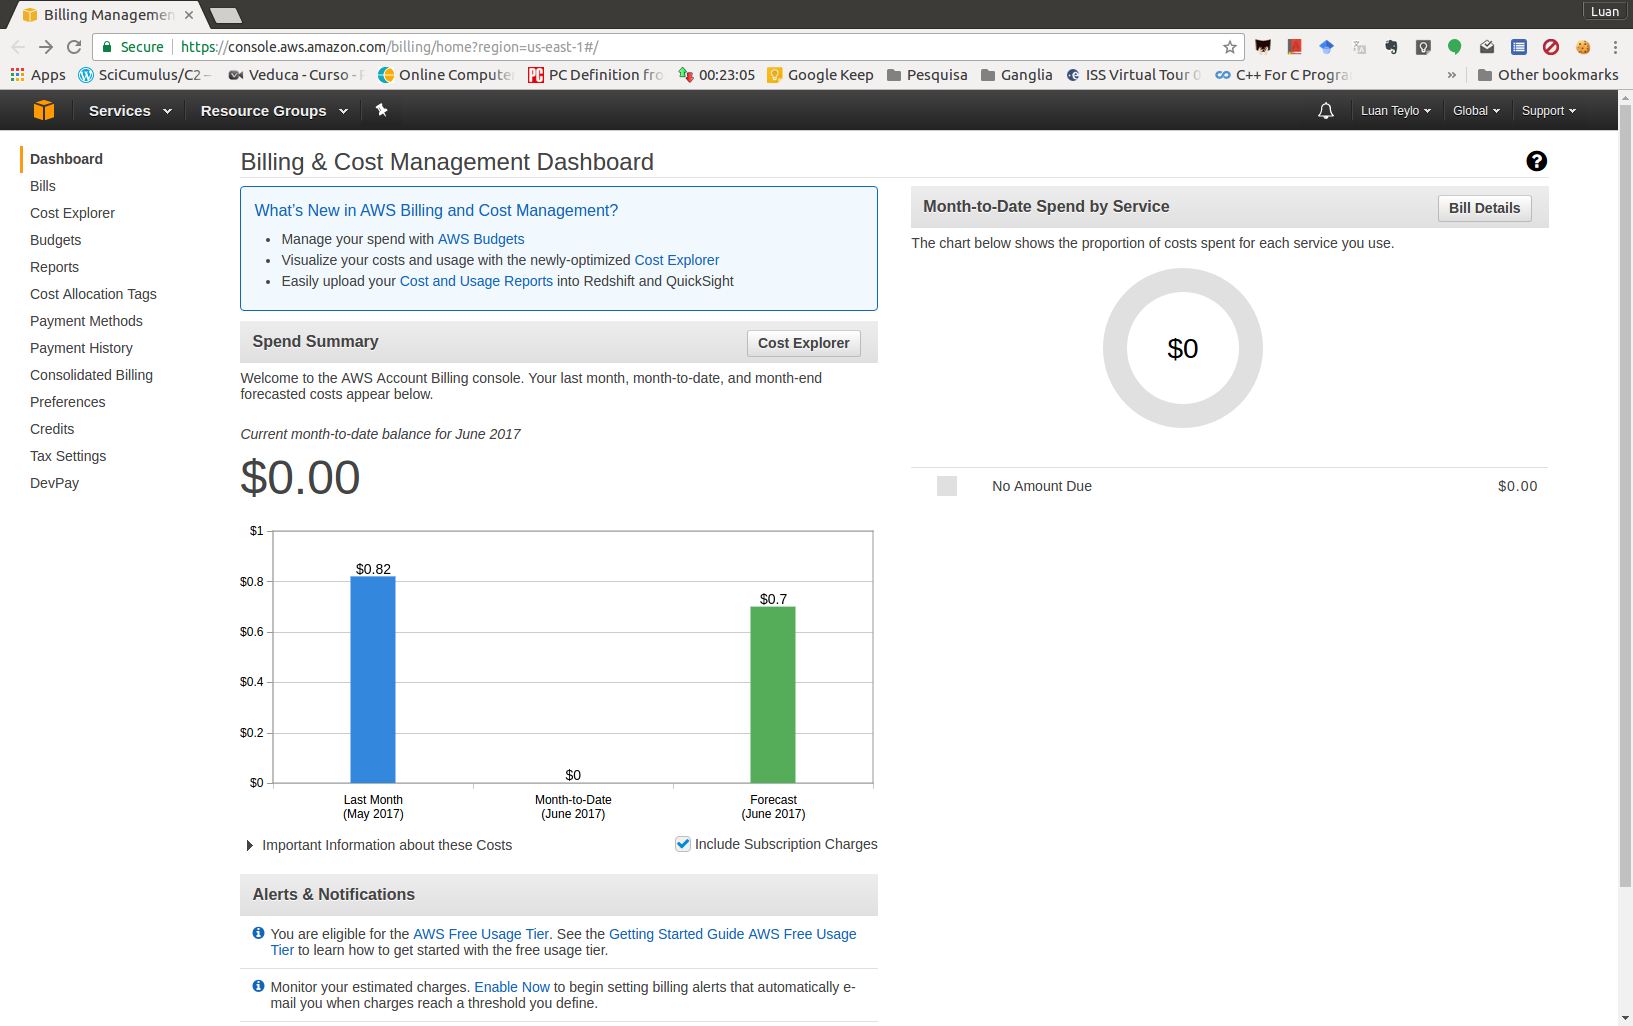 Billing Managemen
Luan
Secure
https://console.aws.amazon.com/billing/home?region=us-east-1#/
Apps
SciCumulus/C2 –
Veduca - Curso -
Online Compute
PC Definition fro
00:23:05
Google Keep
Pesquisa
Ganglia
ISS Virtual Tour
C++ For C Progra
»
Other bookmarks
Services
Resource Groups
Luan Teylo
Global
Support
Dashboard
Bills
Cost Explorer
Budgets
Reports
Cost Allocation Tags
Payment Methods
Payment History
Consolidated Billing
Preferences
Credits
Tax Settings
DevPay
Billing & Cost Management Dashboard
What's New in AWS Billing and Cost Management?
• Manage your spend with AWS Budgets
• Visualize your costs and usage with the newly-optimized Cost Explorer
• Easily upload your Cost and Usage Reports into Redshift and QuickSight
Spend Summary
Cost Explorer
Welcome to the AWS Account Billing console. Your last month, month-to-date, and month-end
forecasted costs appear below.
Current month-to-date balance for June 2017
$0.00
$1
$0.8
$0.6
$0.4
$0.2
$0
$0.82
$0
$0.7
Last Month
(May 2017)
Month-to-Date
(June 2017)
Forecast
(June 2017)
Important Information about these Costs
Include Subscription Charges
Alerts & Notifications
You are eligible for the AWS Free Usage Tier. See the Getting Started Guide AWS Free Usage
Tier to learn how to get started with the free usage tier.
Monitor your estimated charges. Enable Now to begin setting billing alerts that automatically e-
mail you when charges reach a threshold you define.
Month-to-Date Spend by Service
Bill Details
The chart below shows the proportion of costs spent for each service you use.
$0
No Amount Due
$0.00